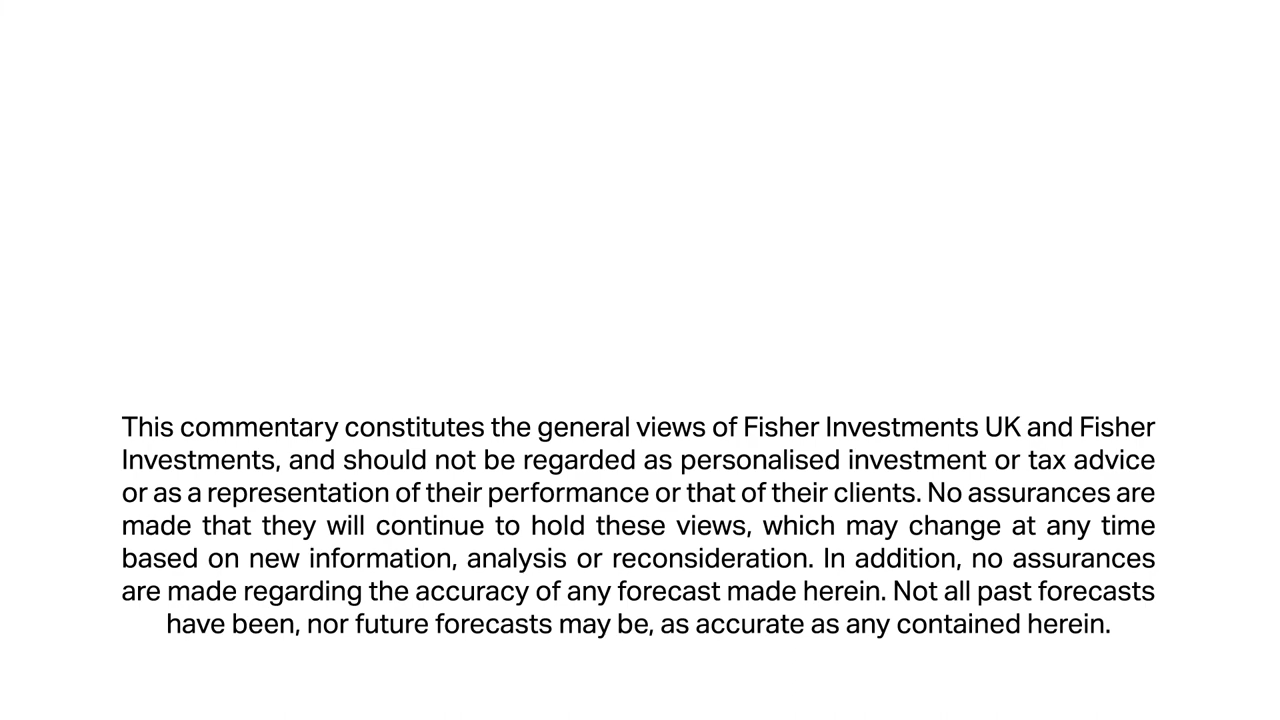 This commentary constitutes the general views of Fisher Investments UK and Fisher
Investments, and should not be regarded as personalised investment or tax advice
or as a representation of their performance or that of their clients. No assurances are
made that they will continue to hold these views, which may change at any time
based on new information, analysis or reconsideration. In addition, no assurances
are made regarding the accuracy of any forecast made herein. Not all past forecasts
have been, nor future forecasts may be, as accurate as any contained herein.